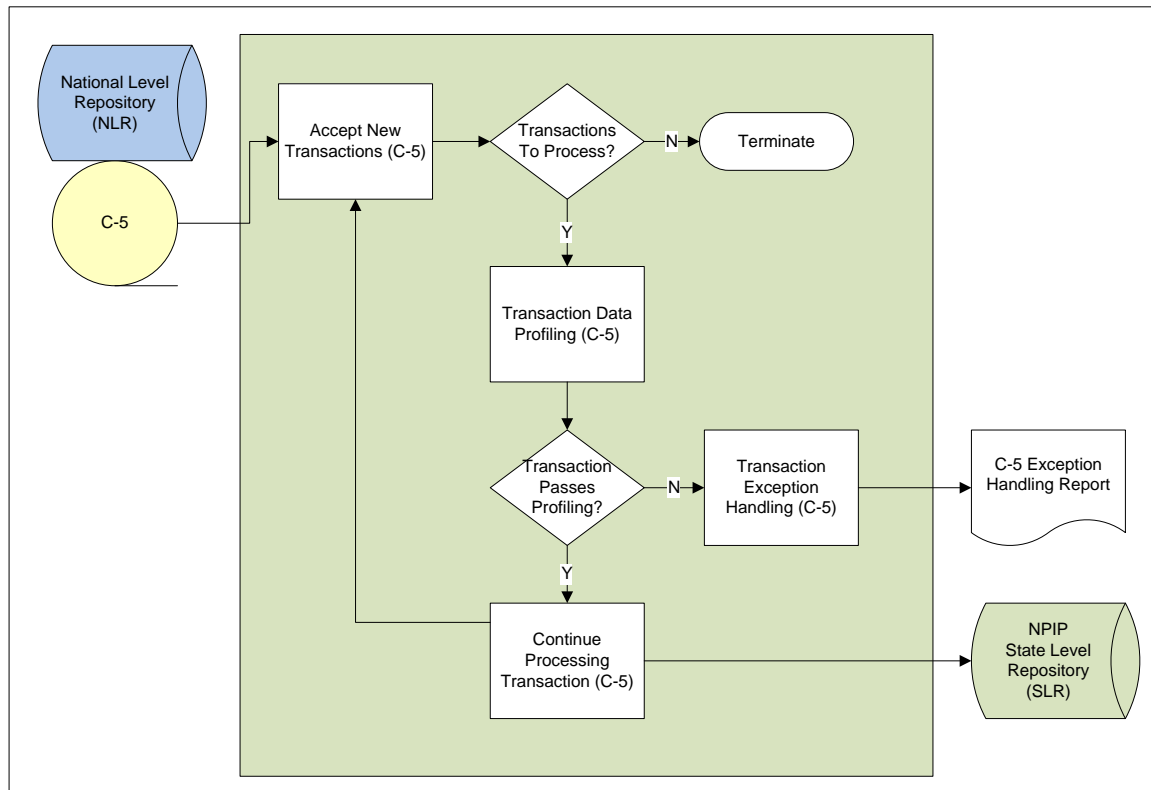 National Level
Repository
(NLR)
C-5
Accept New
Transactions (C-5)
Transactions
To Process?
N
Terminate
Y
Transaction Data
Profiling (C-5)
Transaction
Passes
Profiling?
N
Transaction
Exception
Handling (C-5)
C-5 Exception
Handling Report
Y
Continue
Processing
Transaction (C-5)
NPIP
State Level
Repository
(SLR)